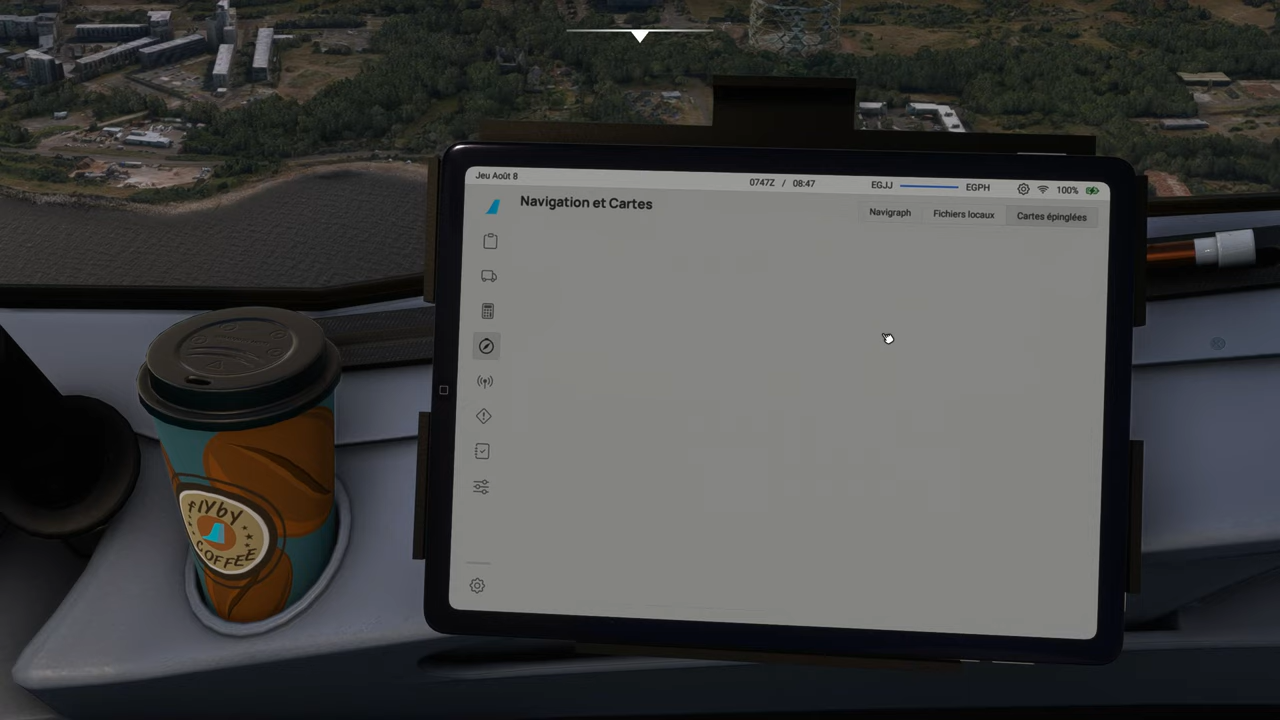 Jeu Août 8
0747Z / 08:47
EGJJ
EGPH
100%
Navigation et Cartes
Navigraph
Fichiers locaux
Cartes épinglées
flyby
COFFEE